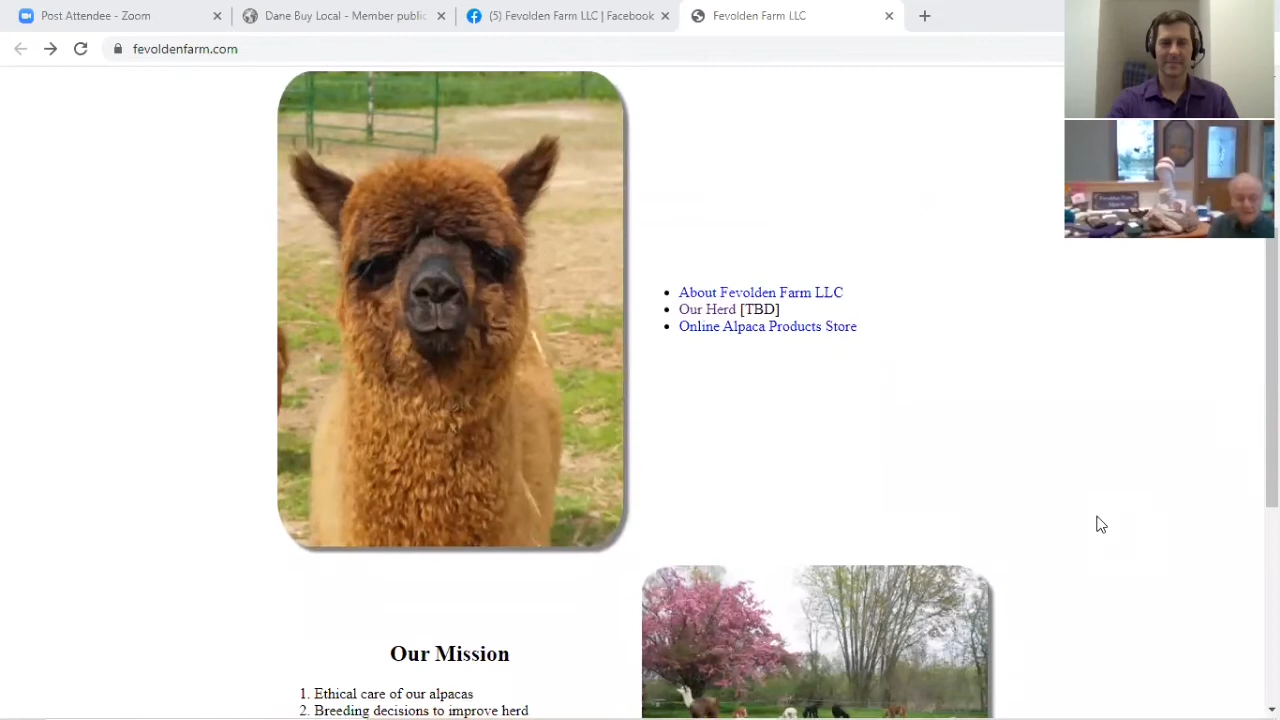 Post Attendee - Zoom
Dane Buy Local - Member public
(5) Fevolden Farm LLC | Facebook
Fevolden Farm LLC
fevoldenfarm.com
About Fevolden Farm LLC
Our Herd [TBD]
Online Alpaca Products Store
Our Mission
1. Ethical care of our alpacas
2. Breeding decisions to improve herd